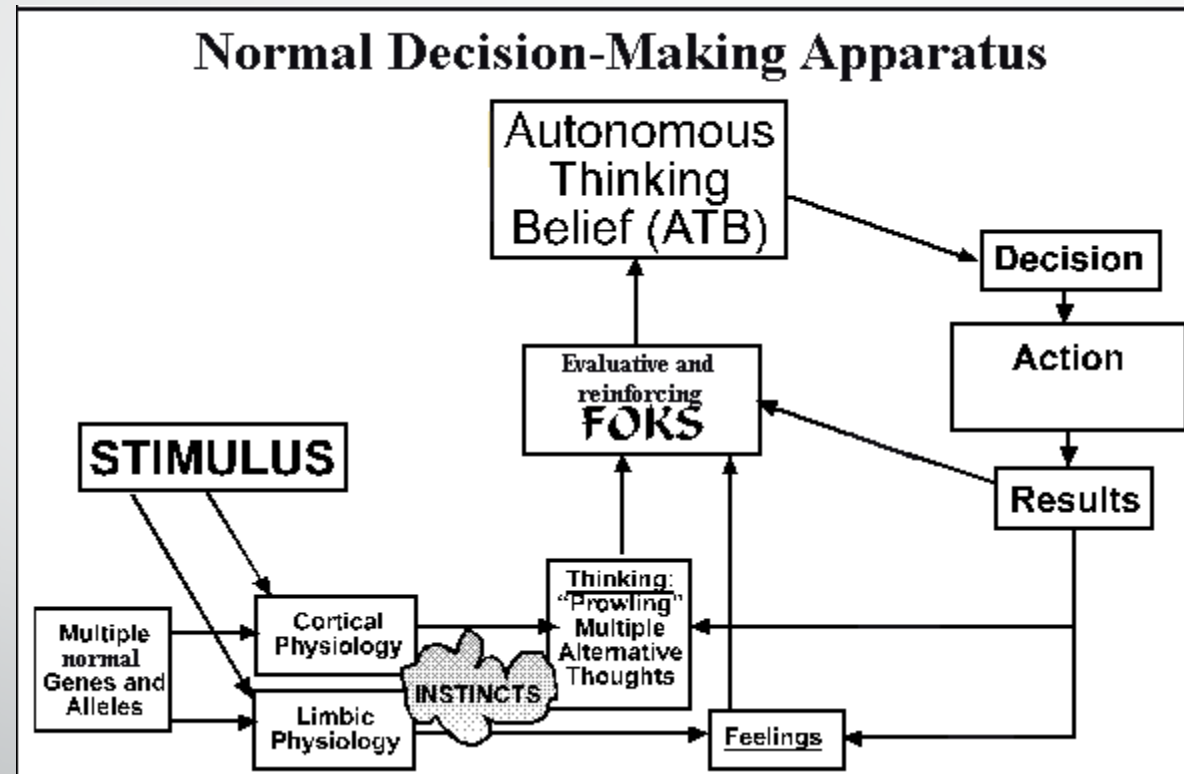 Normal Decision-Making Apparatus
Autonomous
Thinking
Belief (ATB)
Decision
Evaluative and
reinforcing
FOKS
Action
STIMULUS
Results
Thinking:
"Prowling"
Multiple
Alternative
Thoughts
Cortical
Physiology
Multiple
normal
Genes and
Alleles
INSTINCTS
Limbic
Physiology
Feelings